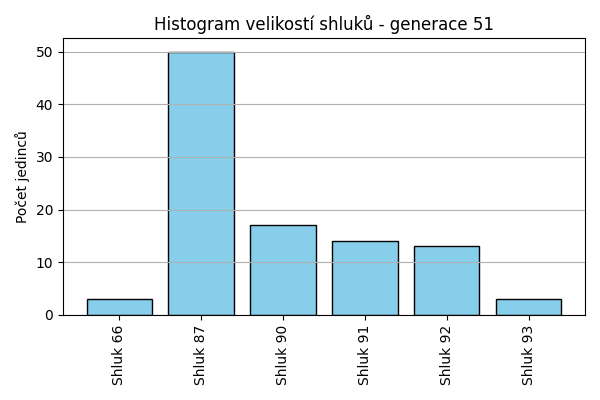 Histogram velikostí shluků - generace 51
Počet jedinců
50
40
30
20
10
0
Shluk 66
Shluk 87
Shluk 90
Shluk 91
Shluk 92
Shluk 93